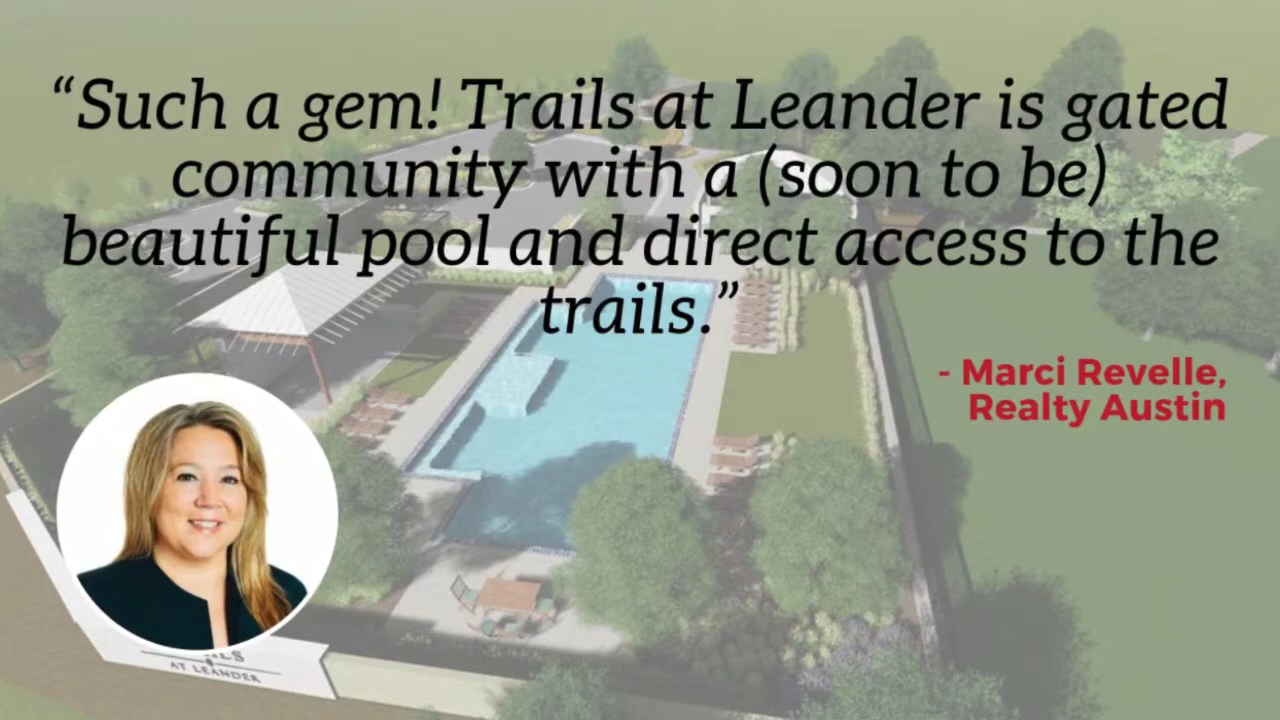 “Such a gem! Trails at Leander is gated
community with a (soon to be)
beautiful pool and direct access to the
trails.”
- Marci Revelle,
Realty Austin
AT LEANDER